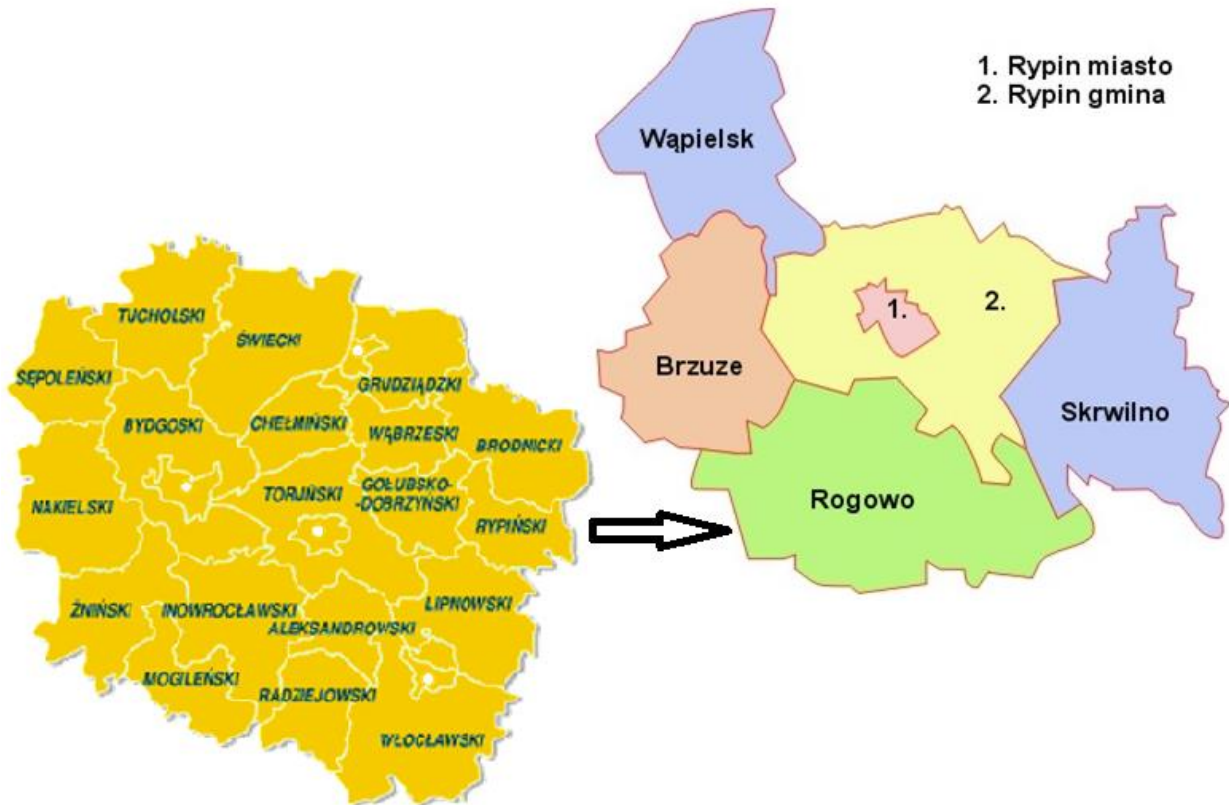 1. Rypin miasto
2. Rypin gmina
Wąpielsk
1.
2.
Brzuze
Skrwilno
Rogowo
TUCHOLSKI
ŚWIECKI
SĘPOLEŃSKI
GRUDZIĄDZKI
BYDGOSKI
CHEŁMIŃSKI
WĄBRZESKI
BRODNICKI
NAKIELSKI
TORUŃSKI
GOŁUBSKO-
-DOBRZYŃSKI
RYPIŃSKI
ŻNIŃSKI
INOWROCŁAWSKI
LIPNOWSKI
ALEKSANDROWSKI
MOGILEŃSKI
RADZIEJOWSKI
WŁOCŁAWSKI